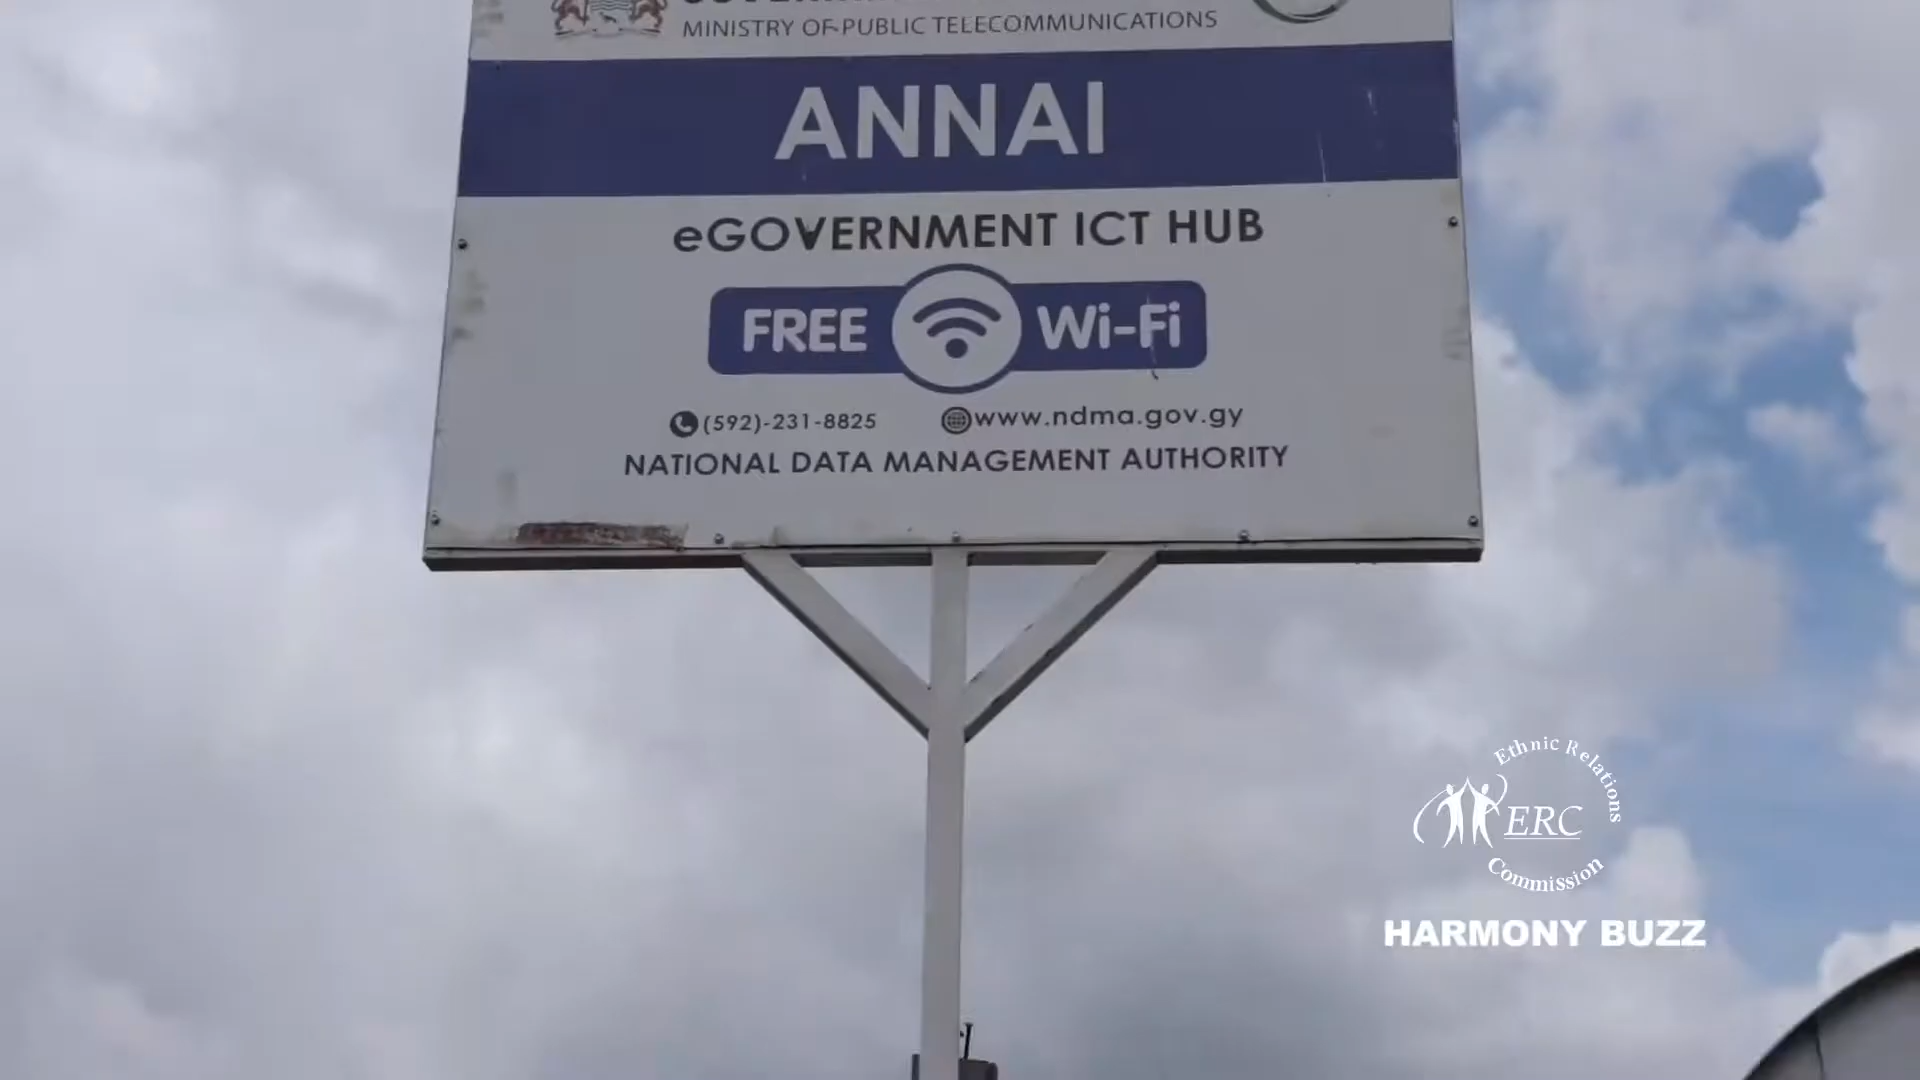 MINISTRY OF PUBLIC TELECOMMUNICATIONS
ANNAI
eGOVERNMENT ICT HUB
FREE Wi-Fi
(592)-231-8825 www.ndma.gov.gy
NATIONAL DATA MANAGEMENT AUTHORITY
Ethnic Relations
ERC
Commission
HARMONY BUZZ